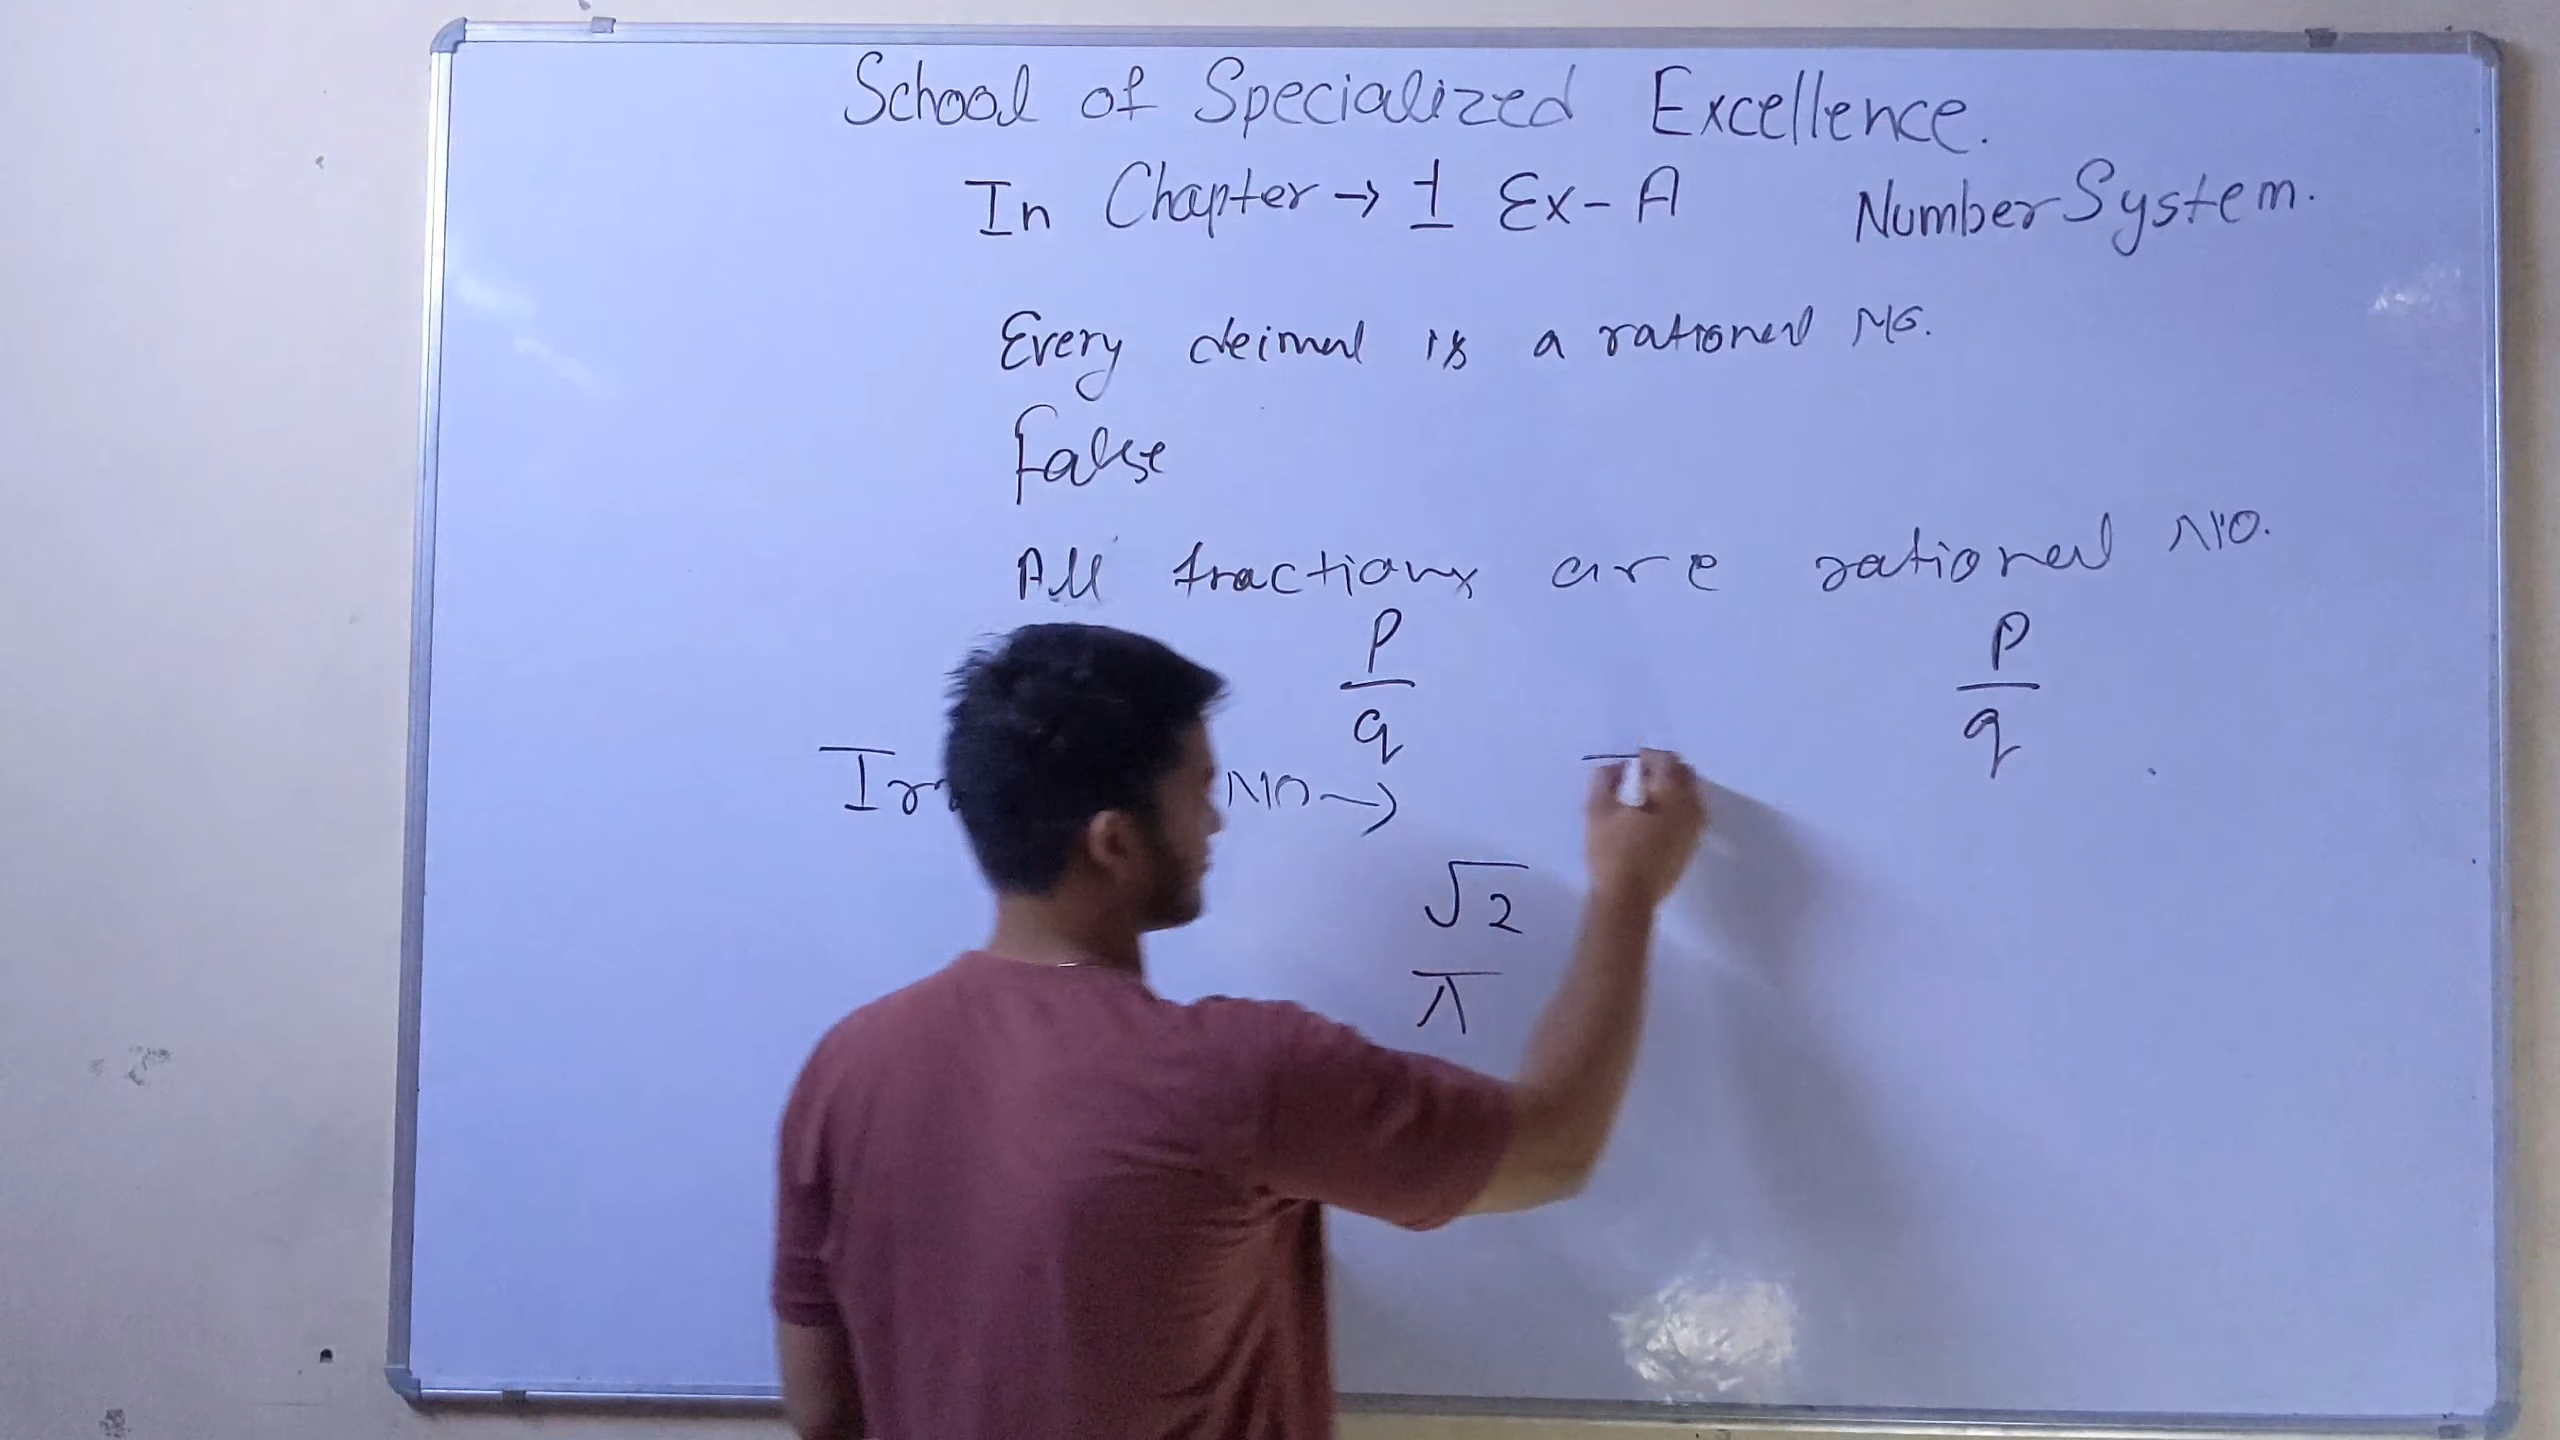 School of Specialized Excellence.
In Chapter → 1 Ex - A Number System.
Every deimal is a rational NO.
False
All fractions are rational NO.
p/q p/q
NO →
√2
π